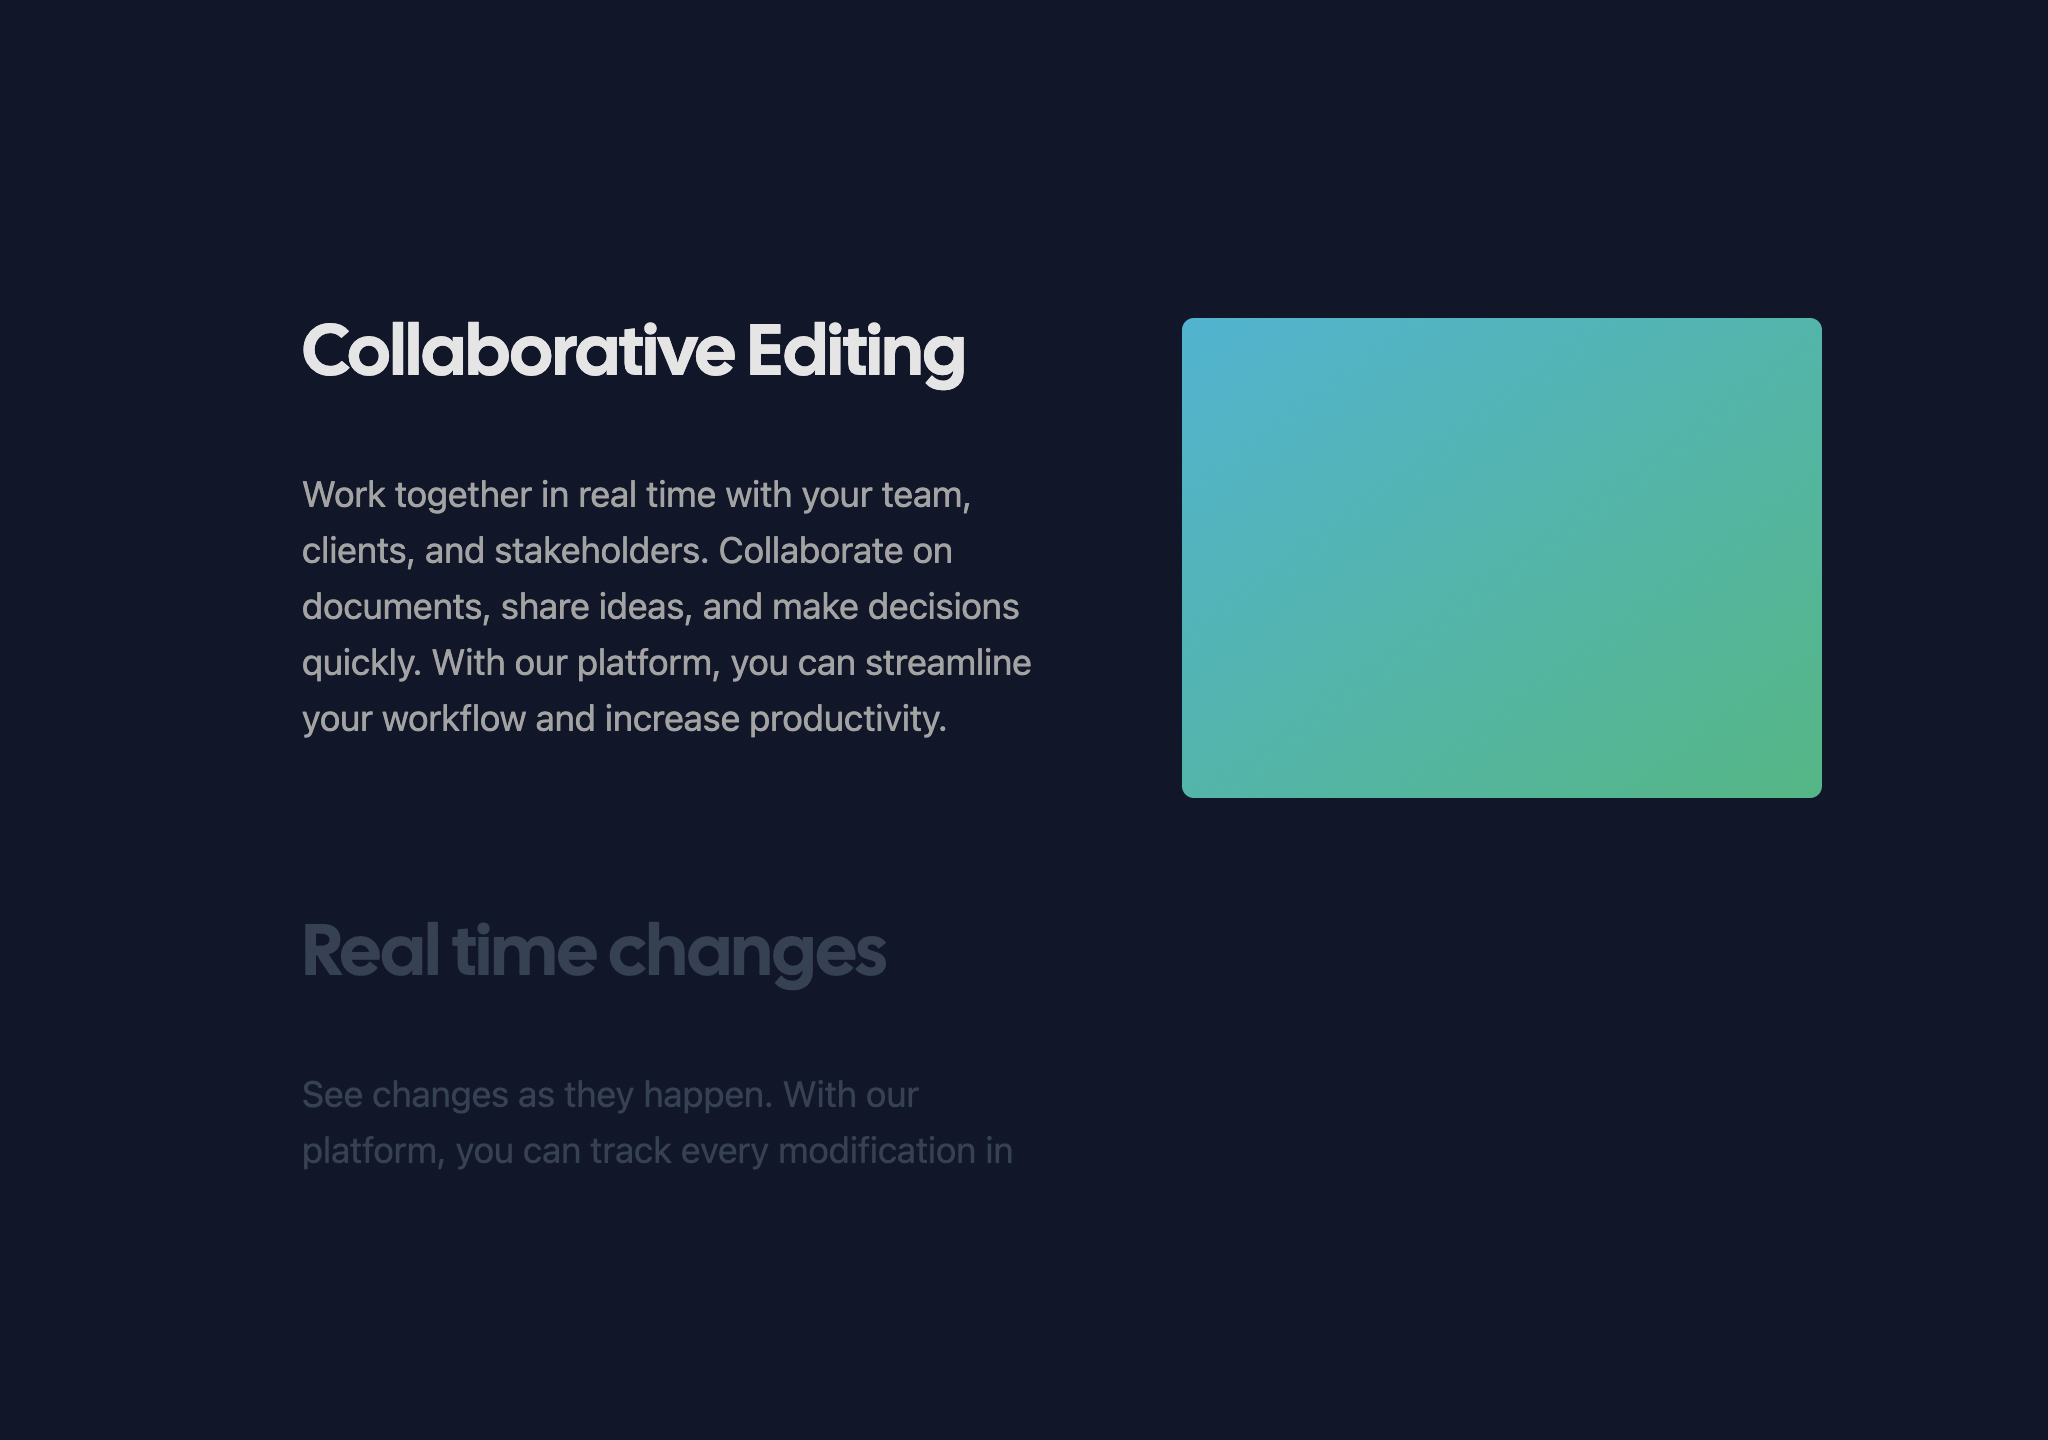 Collaborative Editing
Work together in real time with your team,
clients, and stakeholders. Collaborate on
documents, share ideas, and make decisions
quickly. With our platform, you can streamline
your workflow and increase productivity.
Real time changes
See changes as they happen. With our
platform, you can track every modification in